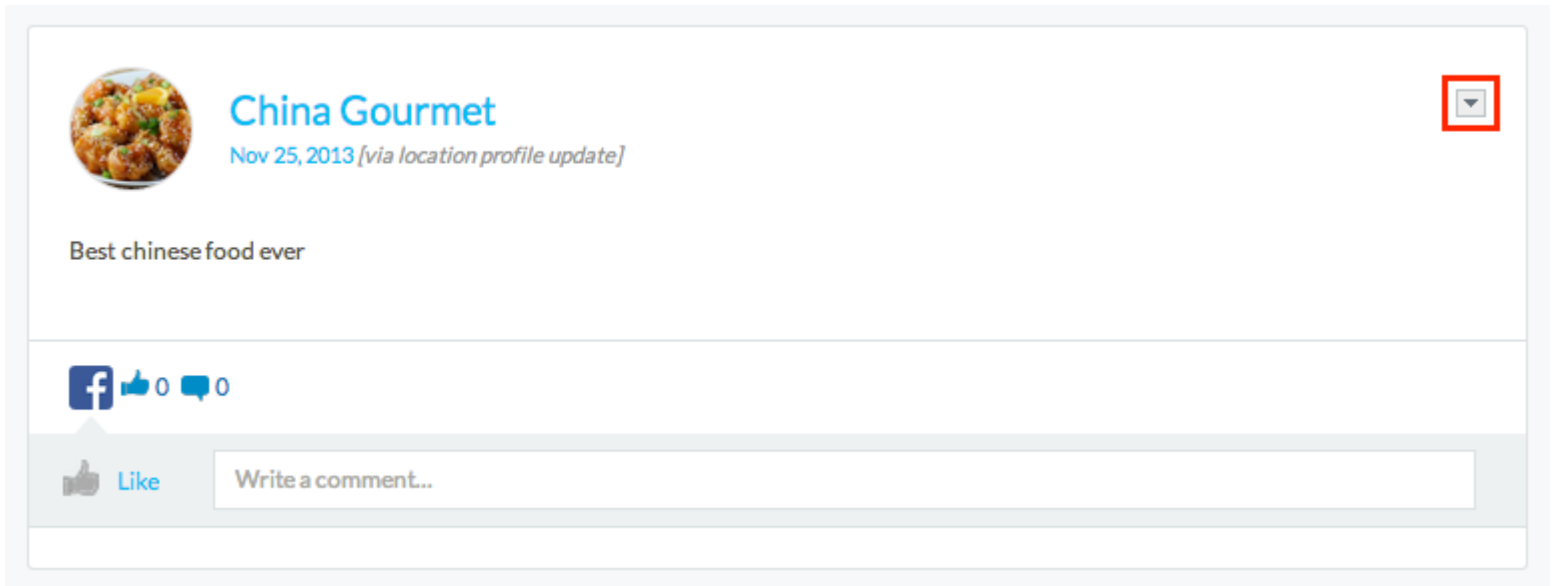 China Gourmet
Nov 25, 2013 [via location profile update]
Best chinese food ever
f 0 0
Like Write a comment...